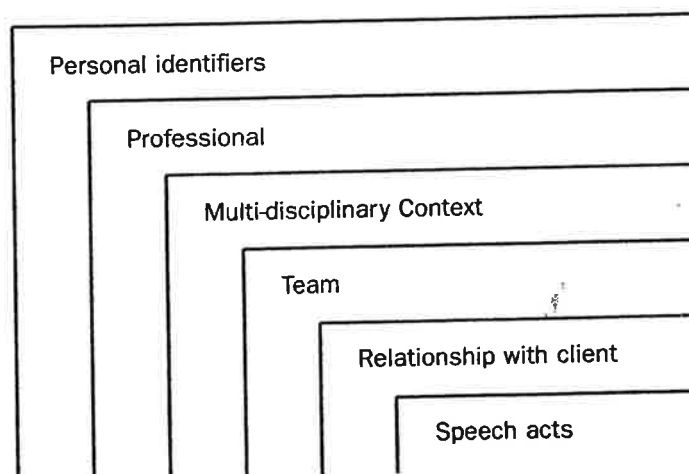 Personal identifiers
Professional
Multi-disciplinary Context
Team
Relationship with client
Speech acts